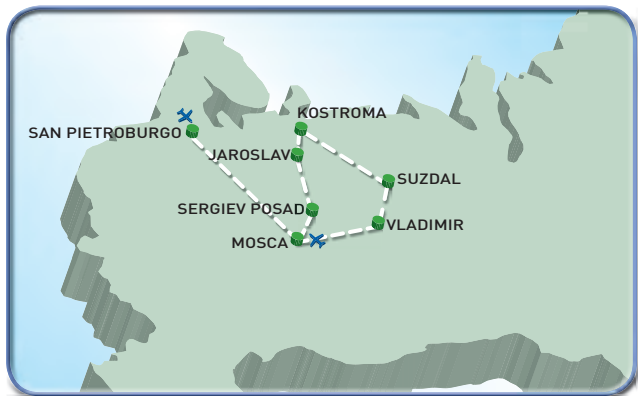 KOSTROMA
SAN PIETROBURGO
JAROSLAV
SUZDAL
SERGIEV POSAD
VLADIMIR
MOSCA